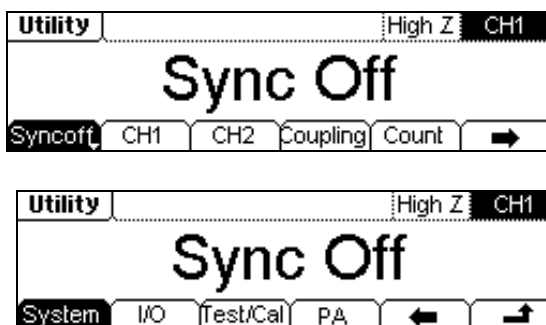 Utility High Z CH1
Sync Off
Syncoff CH1 CH2 Coupling Count
Utility High Z CH1
Sync Off
System I/O Test/Cal PA